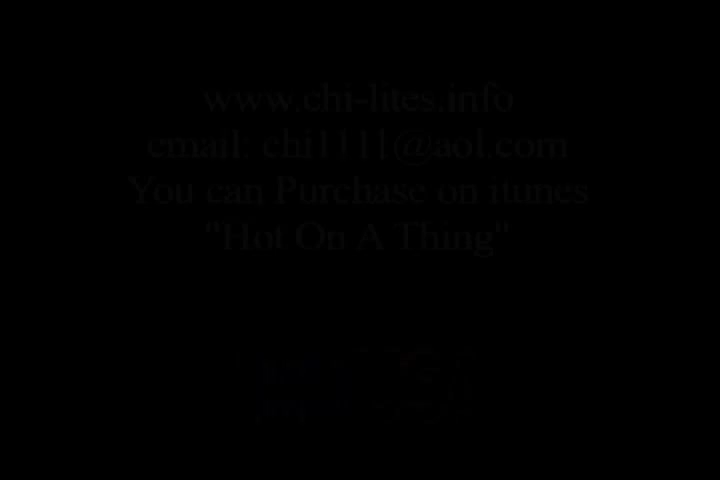 www.chi-lites.info
email: chi1111@aol.com
You can Purchase on itunes
"Hot On A Thing"